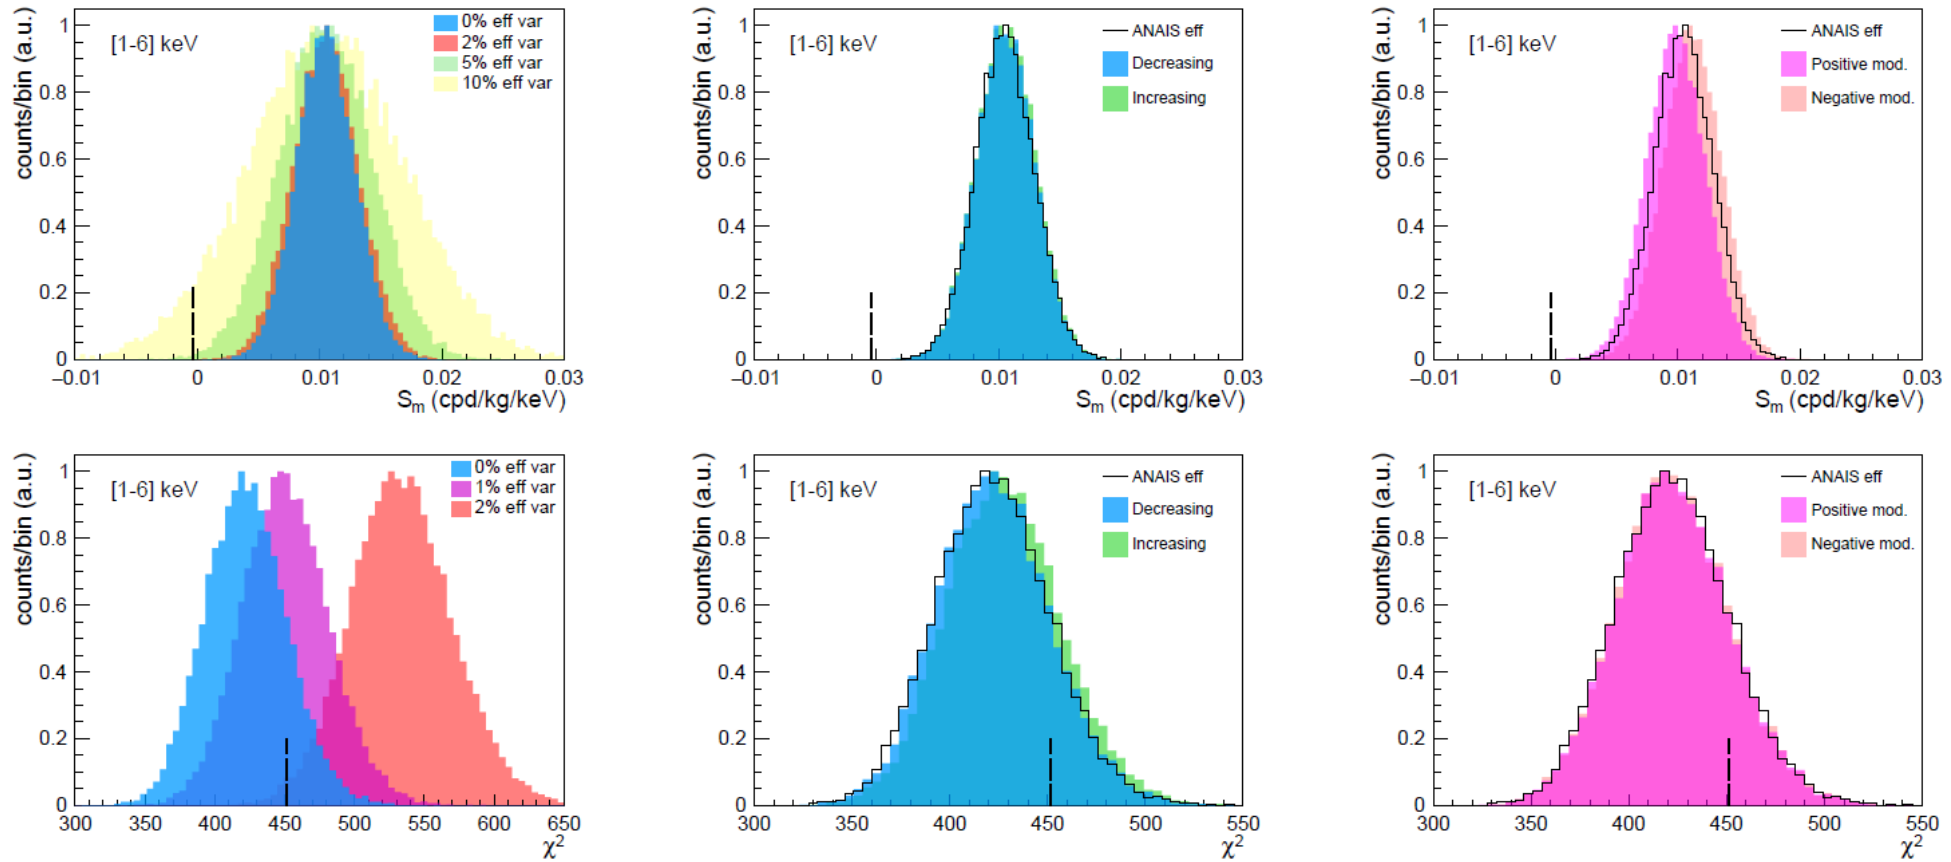 counts/bin (a.u.)
[1-6] keV
0% eff var
2% eff var
5% eff var
10% eff var
1
0.8
0.6
0.4
0.2
0
−0.01 0 0.01 0.02 0.03
Sm (cpd/kg/keV)
counts/bin (a.u.)
[1-6] keV
ANAIS eff
Decreasing
Increasing
1
0.8
0.6
0.4
0.2
0
−0.01 0 0.01 0.02 0.03
Sm (cpd/kg/keV)
counts/bin (a.u.)
[1-6] keV
ANAIS eff
Positive mod.
Negative mod.
1
0.8
0.6
0.4
0.2
0
−0.01 0 0.01 0.02 0.03
Sm (cpd/kg/keV)
counts/bin (a.u.)
[1-6] keV
0% eff var
1% eff var
2% eff var
1
0.8
0.6
0.4
0.2
0
300 350 400 450 500 550 600 650
χ²
counts/bin (a.u.)
[1-6] keV
ANAIS eff
Decreasing
Increasing
1
0.8
0.6
0.4
0.2
0
300 350 400 450 500 550
χ²
counts/bin (a.u.)
[1-6] keV
ANAIS eff
Positive mod.
Negative mod.
1
0.8
0.6
0.4
0.2
0
300 350 400 450 500 550
χ²